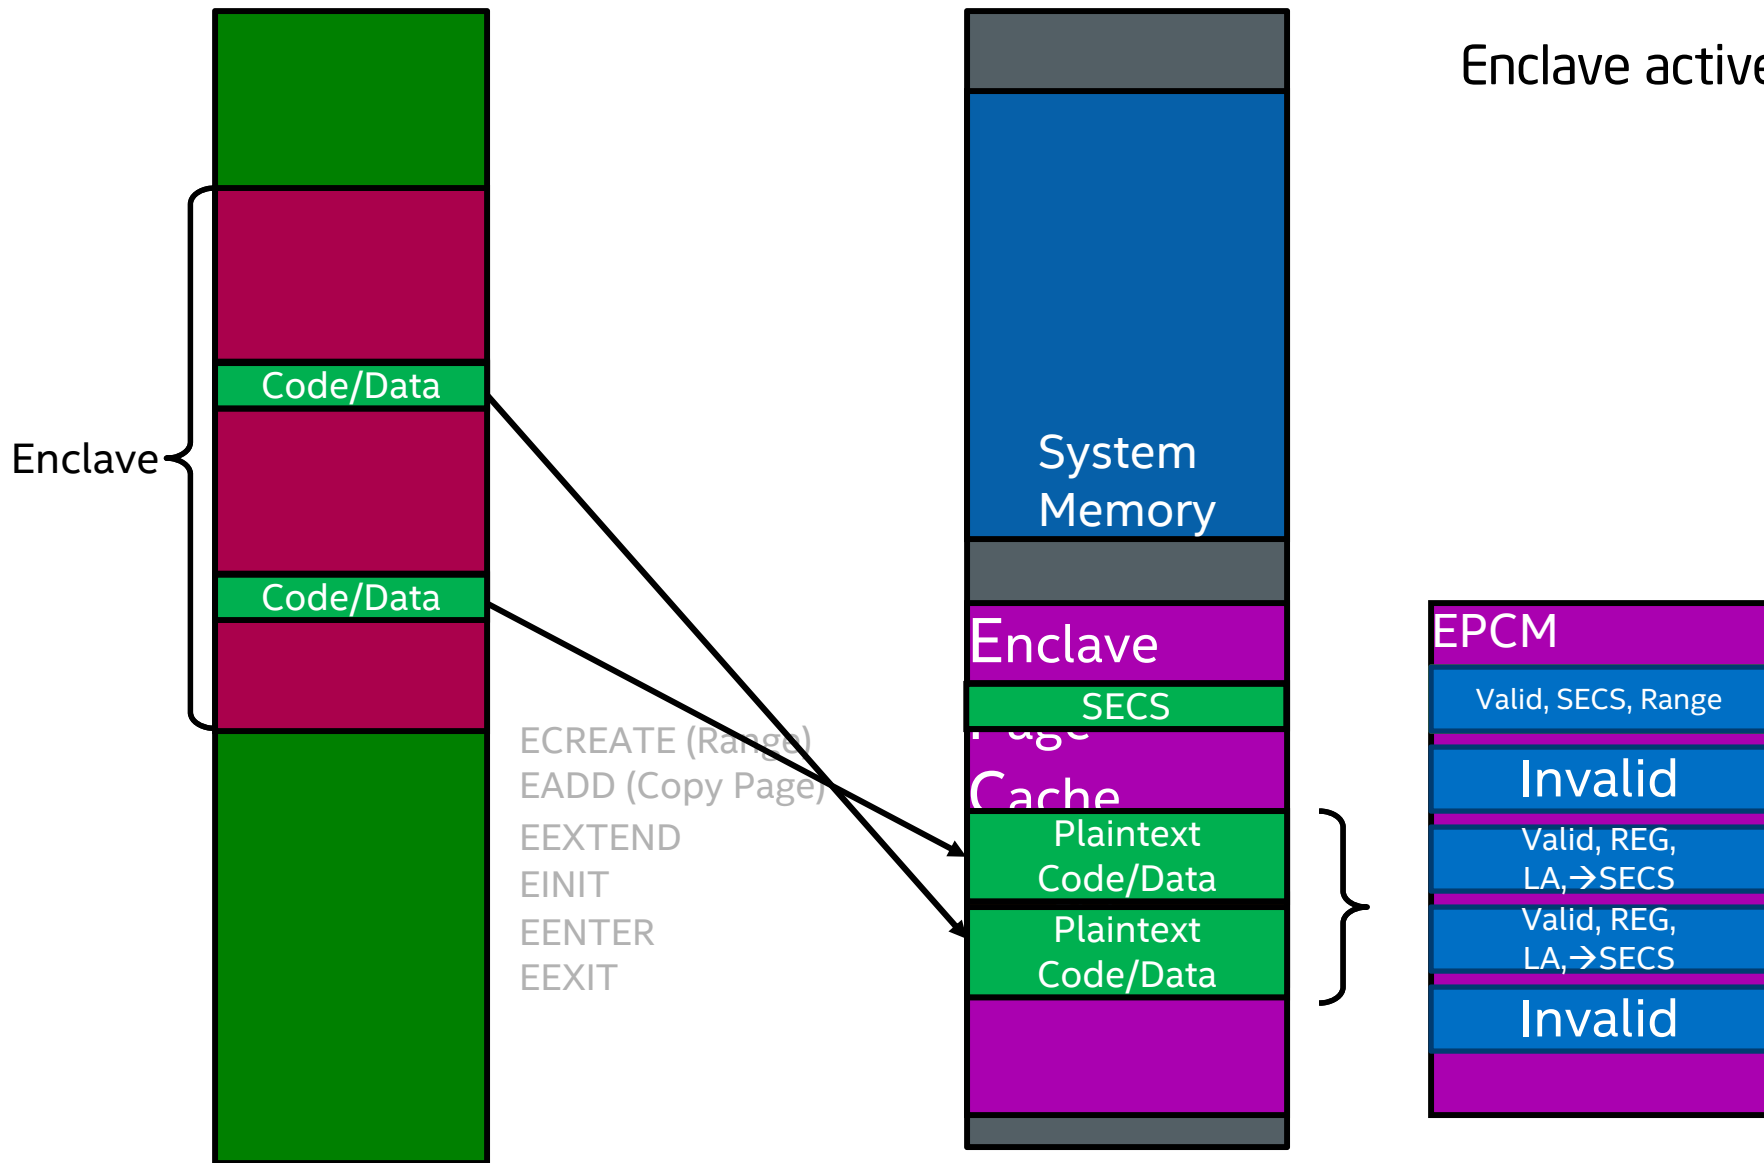 Enclave active
Code/Data
Enclave
Code/Data
ECREATE (Range)
EADD (Copy Page)
EEXTEND
EINIT
EENTER
EEXIT
System
Memory
Enclave
SECS
Page
Cache
Plaintext
Code/Data
Plaintext
Code/Data
EPCM
Valid, SECS, Range
Invalid
Valid, REG,
LA,→SECS
Valid, REG,
LA,→SECS
Invalid